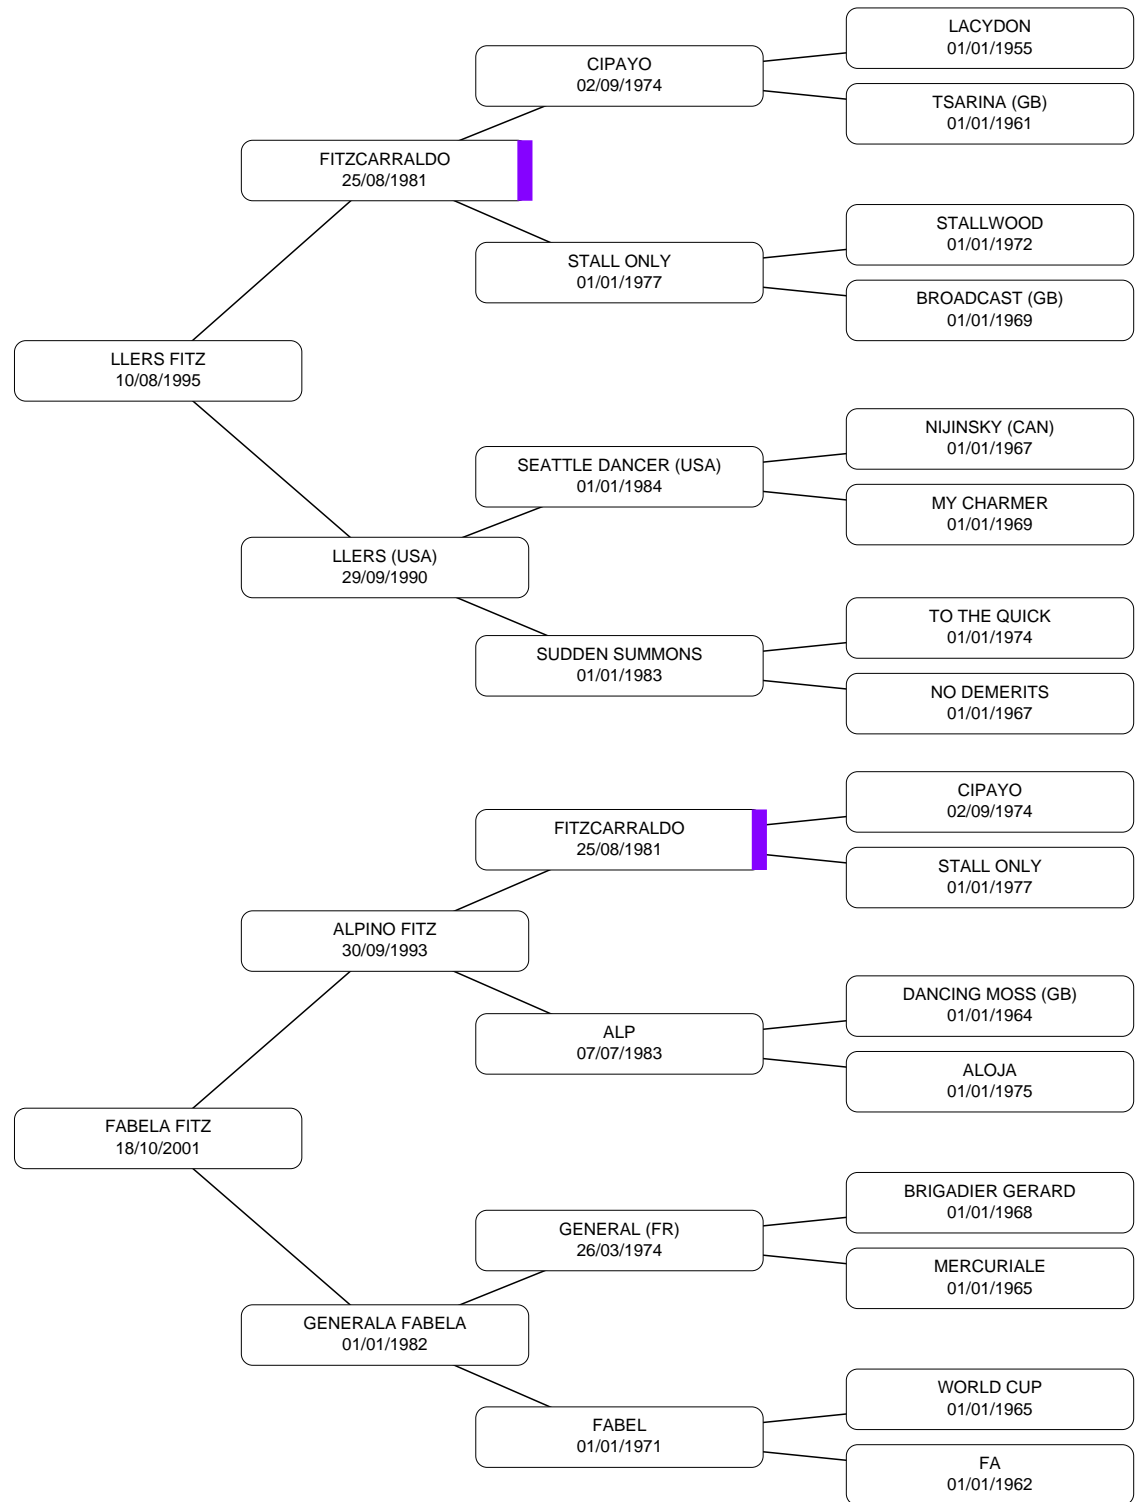 LACYDON
01/01/1955
CIPAYO
02/09/1974
TSARINA (GB)
01/01/1961
FITZCARRALDO
25/08/1981
STALLWOOD
01/01/1972
STALL ONLY
01/01/1977
BROADCAST (GB)
01/01/1969
LLERS FITZ
10/08/1995
NIJINSKY (CAN)
01/01/1967
SEATTLE DANCER (USA)
01/01/1984
MY CHARMER
01/01/1969
LLERS (USA)
29/09/1990
TO THE QUICK
01/01/1974
SUDDEN SUMMONS
01/01/1983
NO DEMERITS
01/01/1967
CIPAYO
02/09/1974
FITZCARRALDO
25/08/1981
STALL ONLY
01/01/1977
ALPINO FITZ
30/09/1993
DANCING MOSS (GB)
01/01/1964
ALP
07/07/1983
ALOJA
01/01/1975
FABELA FITZ
18/10/2001
BRIGADIER GERARD
01/01/1968
GENERAL (FR)
26/03/1974
MERCURIALE
01/01/1965
GENERALA FABELA
01/01/1982
WORLD CUP
01/01/1965
FABEL
01/01/1971
FA
01/01/1962